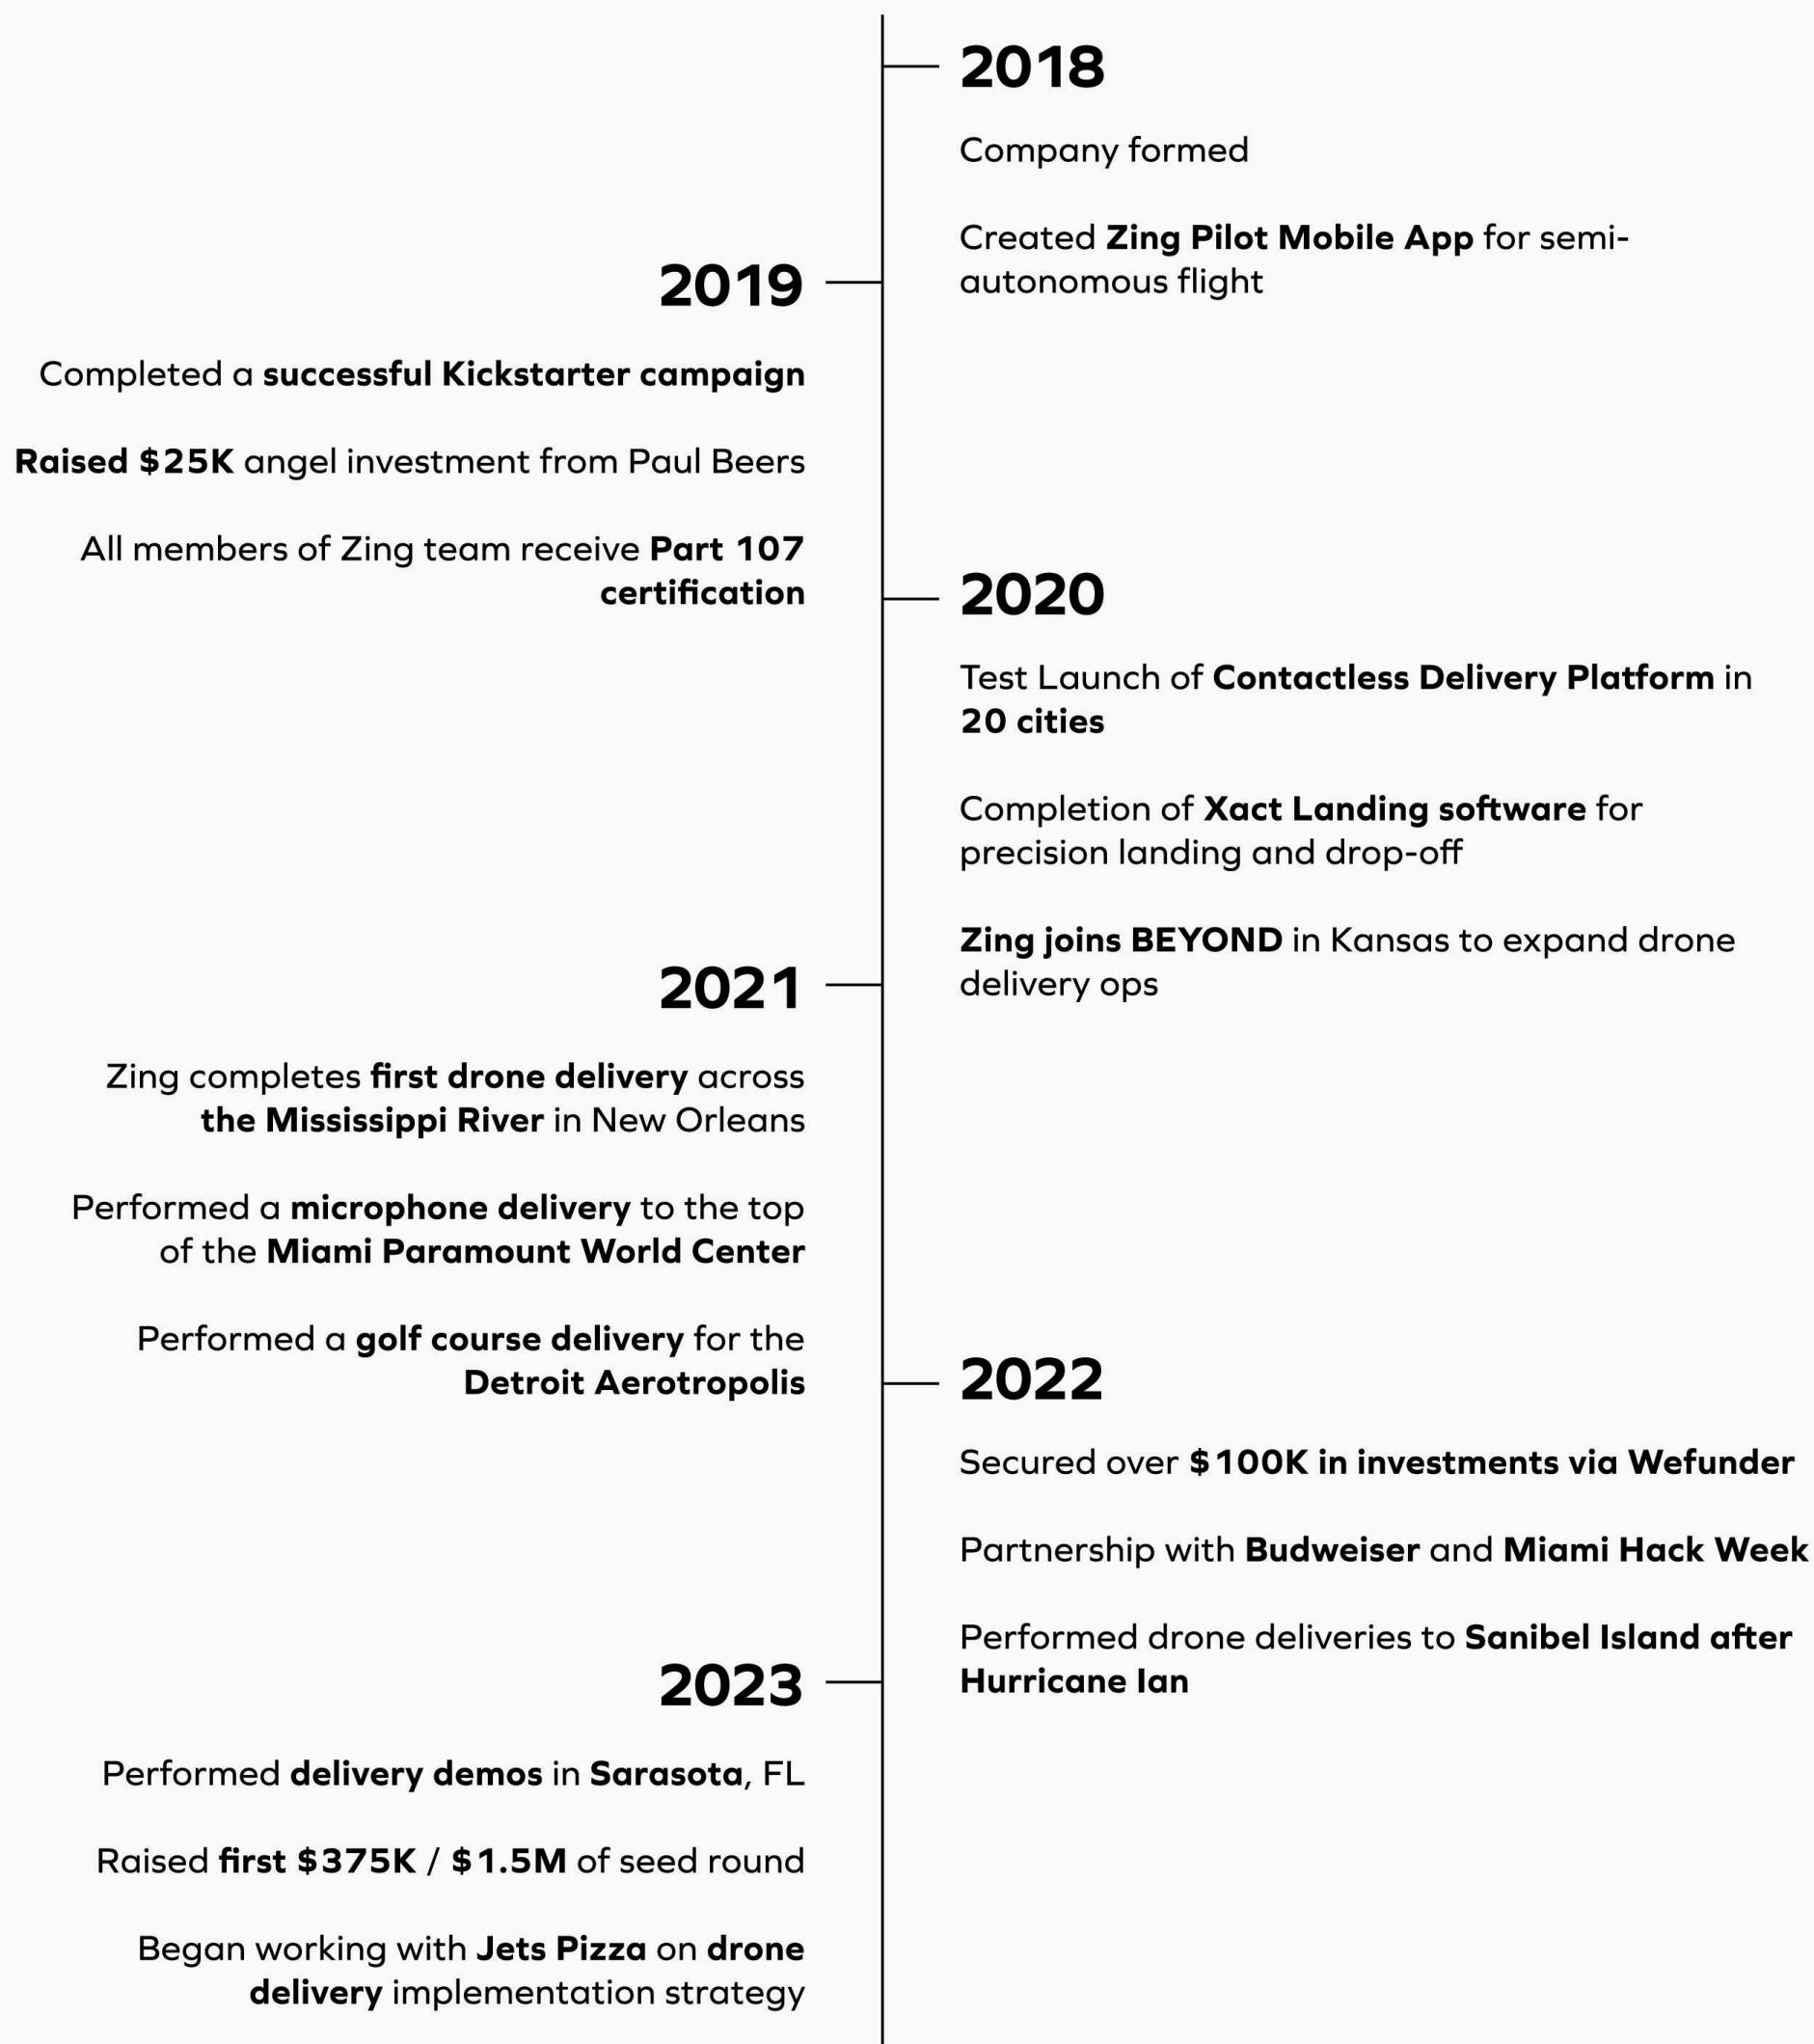 2018
Company formed
Created Zing Pilot Mobile App for semi-
autonomous flight
2019
Completed a successful Kickstarter campaign
Raised $25K angel investment from Paul Beers
All members of Zing team receive Part 107
certification
2020
Test Launch of Contactless Delivery Platform in
20 cities
Completion of Xact Landing software for
precision landing and drop-off
Zing joins BEYOND in Kansas to expand drone
delivery ops
2021
Zing completes first drone delivery across
the Mississippi River in New Orleans
Performed a microphone delivery to the top
of the Miami Paramount World Center
Performed a golf course delivery for the
Detroit Aerotropolis
2022
Secured over $100K in investments via Wefunder
Partnership with Budweiser and Miami Hack Week
Performed drone deliveries to Sanibel Island after
Hurricane Ian
2023
Performed delivery demos in Sarasota, FL
Raised first $375K / $1.5M of seed round
Began working with Jets Pizza on drone
delivery implementation strategy